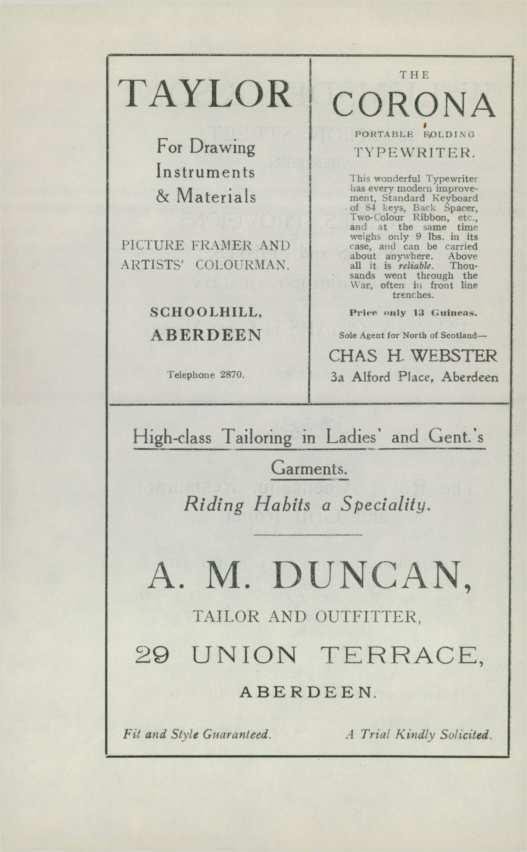 TAYLOR
For Drawing
Instruments
& Materials
PICTURE FRAMER AND
ARTISTS' COLOURMAN.
SCHOOLHILL,
ABERDEEN
Telephone 2870.
THE
CORONA
PORTABLE FOLDING
TYPEWRITER.
This wonderful Typewriter
has every modern improve-
ment, Standard Keyboard
of 84 keys, Back Spacer,
Two-Colour Ribbon, etc.,
and at the same time
weighs only 9 lbs. in its
case, and can be carried
about anywhere. Above
all it is reliable. Thou-
sands went through the
War, often in front line
trenches.
Price only 13 Guineas.
Sole Agent for North of Scotland—
CHAS H. WEBSTER
3a Alford Place, Aberdeen
High-class Tailoring in Ladies' and Gent.'s
Garments.
Riding Habits a Speciality.
A. M. DUNCAN,
TAILOR AND OUTFITTER,
29 UNION TERRACE,
ABERDEEN.
Fit and Style Guaranteed. A Trial Kindly Solicited.